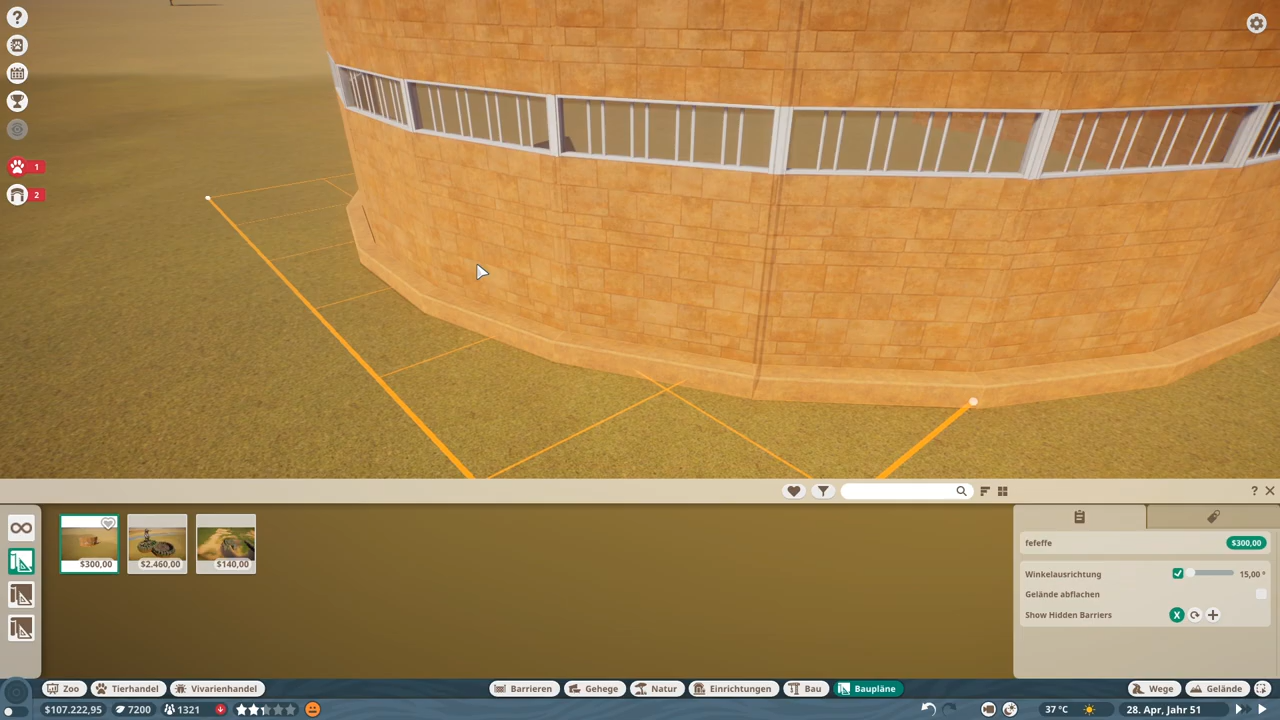 ?
1
2
? ×
$300,00 $2.460,00 $140,00
fefeffe $300,00
Winkelausrichtung 15,00 °
Gelände abflachen
Show Hidden Barriers X
Zoo Tierhandel Vivarienhandel Barrieren Gehege Natur Einrichtungen Bau Baupläne Wege Gelände
$107.222,95 7200 1321 37 °C 28. Apr, Jahr 51